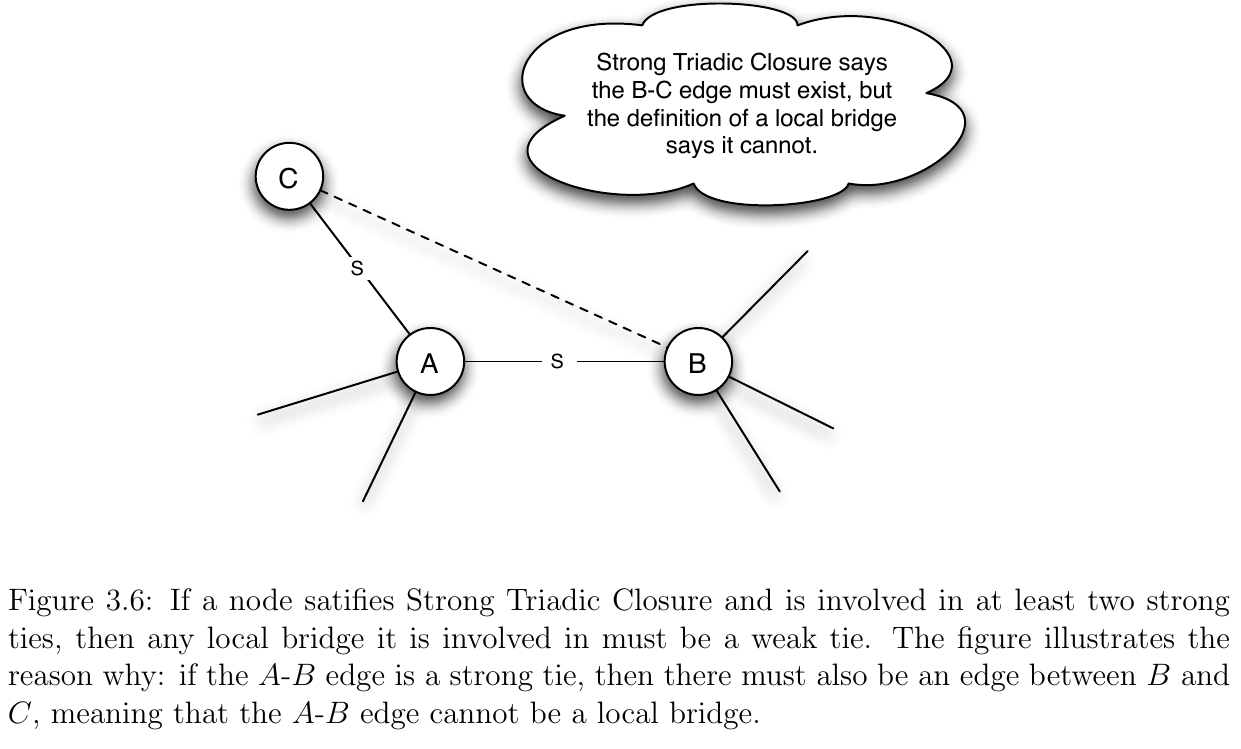 Strong Triadic Closure says
the B-C edge must exist, but
the definition of a local bridge
says it cannot.
C
S
A
S
B
Figure 3.6: If a node satifies Strong Triadic Closure and is involved in at least two strong
ties, then any local bridge it is involved in must be a weak tie. The figure illustrates the
reason why: if the A-B edge is a strong tie, then there must also be an edge between B and
C, meaning that the A-B edge cannot be a local bridge.